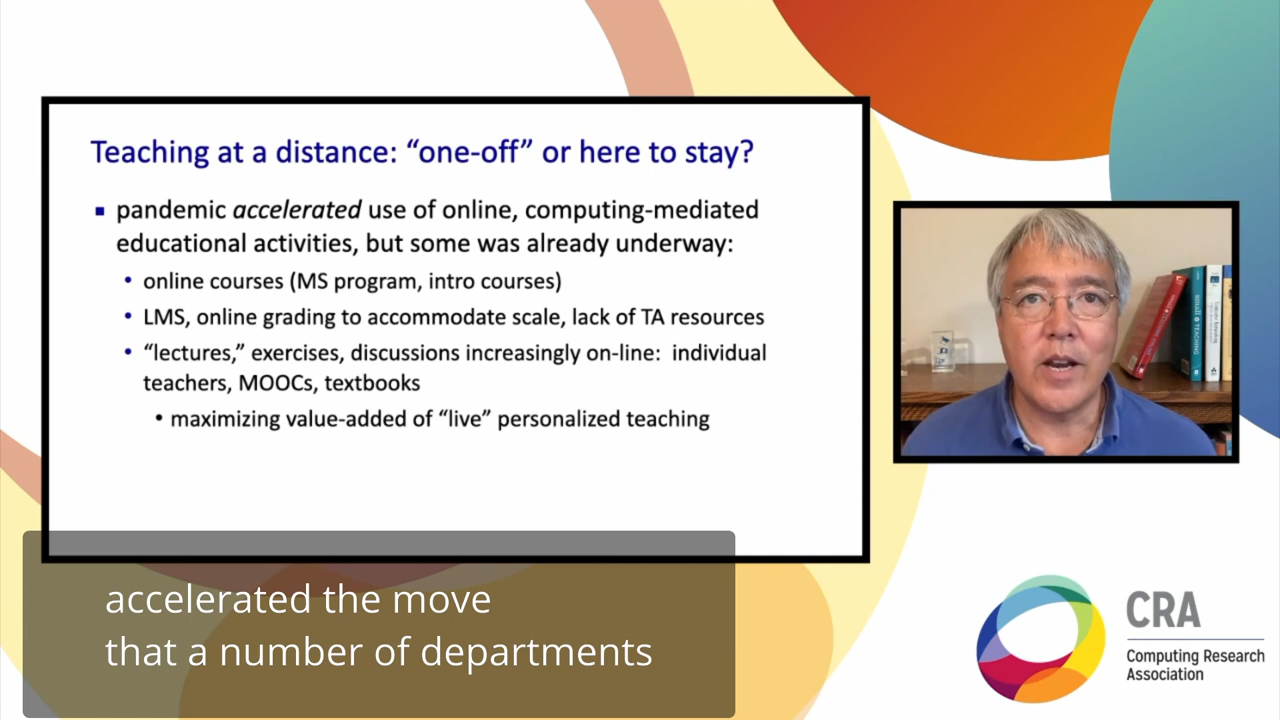 Teaching at a distance: “one-off” or here to stay?
▪ pandemic accelerated use of online, computing-mediated
educational activities, but some was already underway:
• online courses (MS program, intro courses)
• LMS, online grading to accommodate scale, lack of TA resources
• “lectures,” exercises, discussions increasingly on-line: individual
teachers, MOOCs, textbooks
• maximizing value-added of “live” personalized teaching
accelerated the move
that a number of departments
CRA
Computing Research
Association